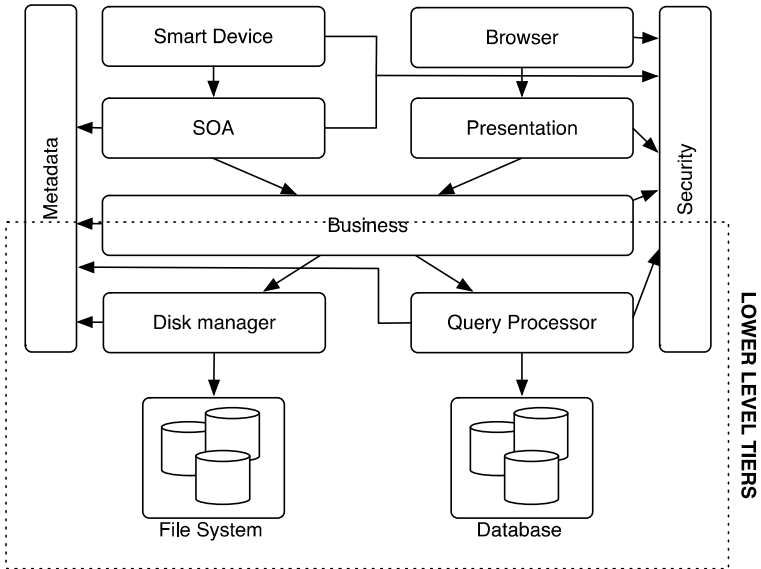 Smart Device
Browser
SOA
Presentation
Metadata
Security
Business
Disk manager
Query Processor
LOWER LEVEL TIERS
File System
Database